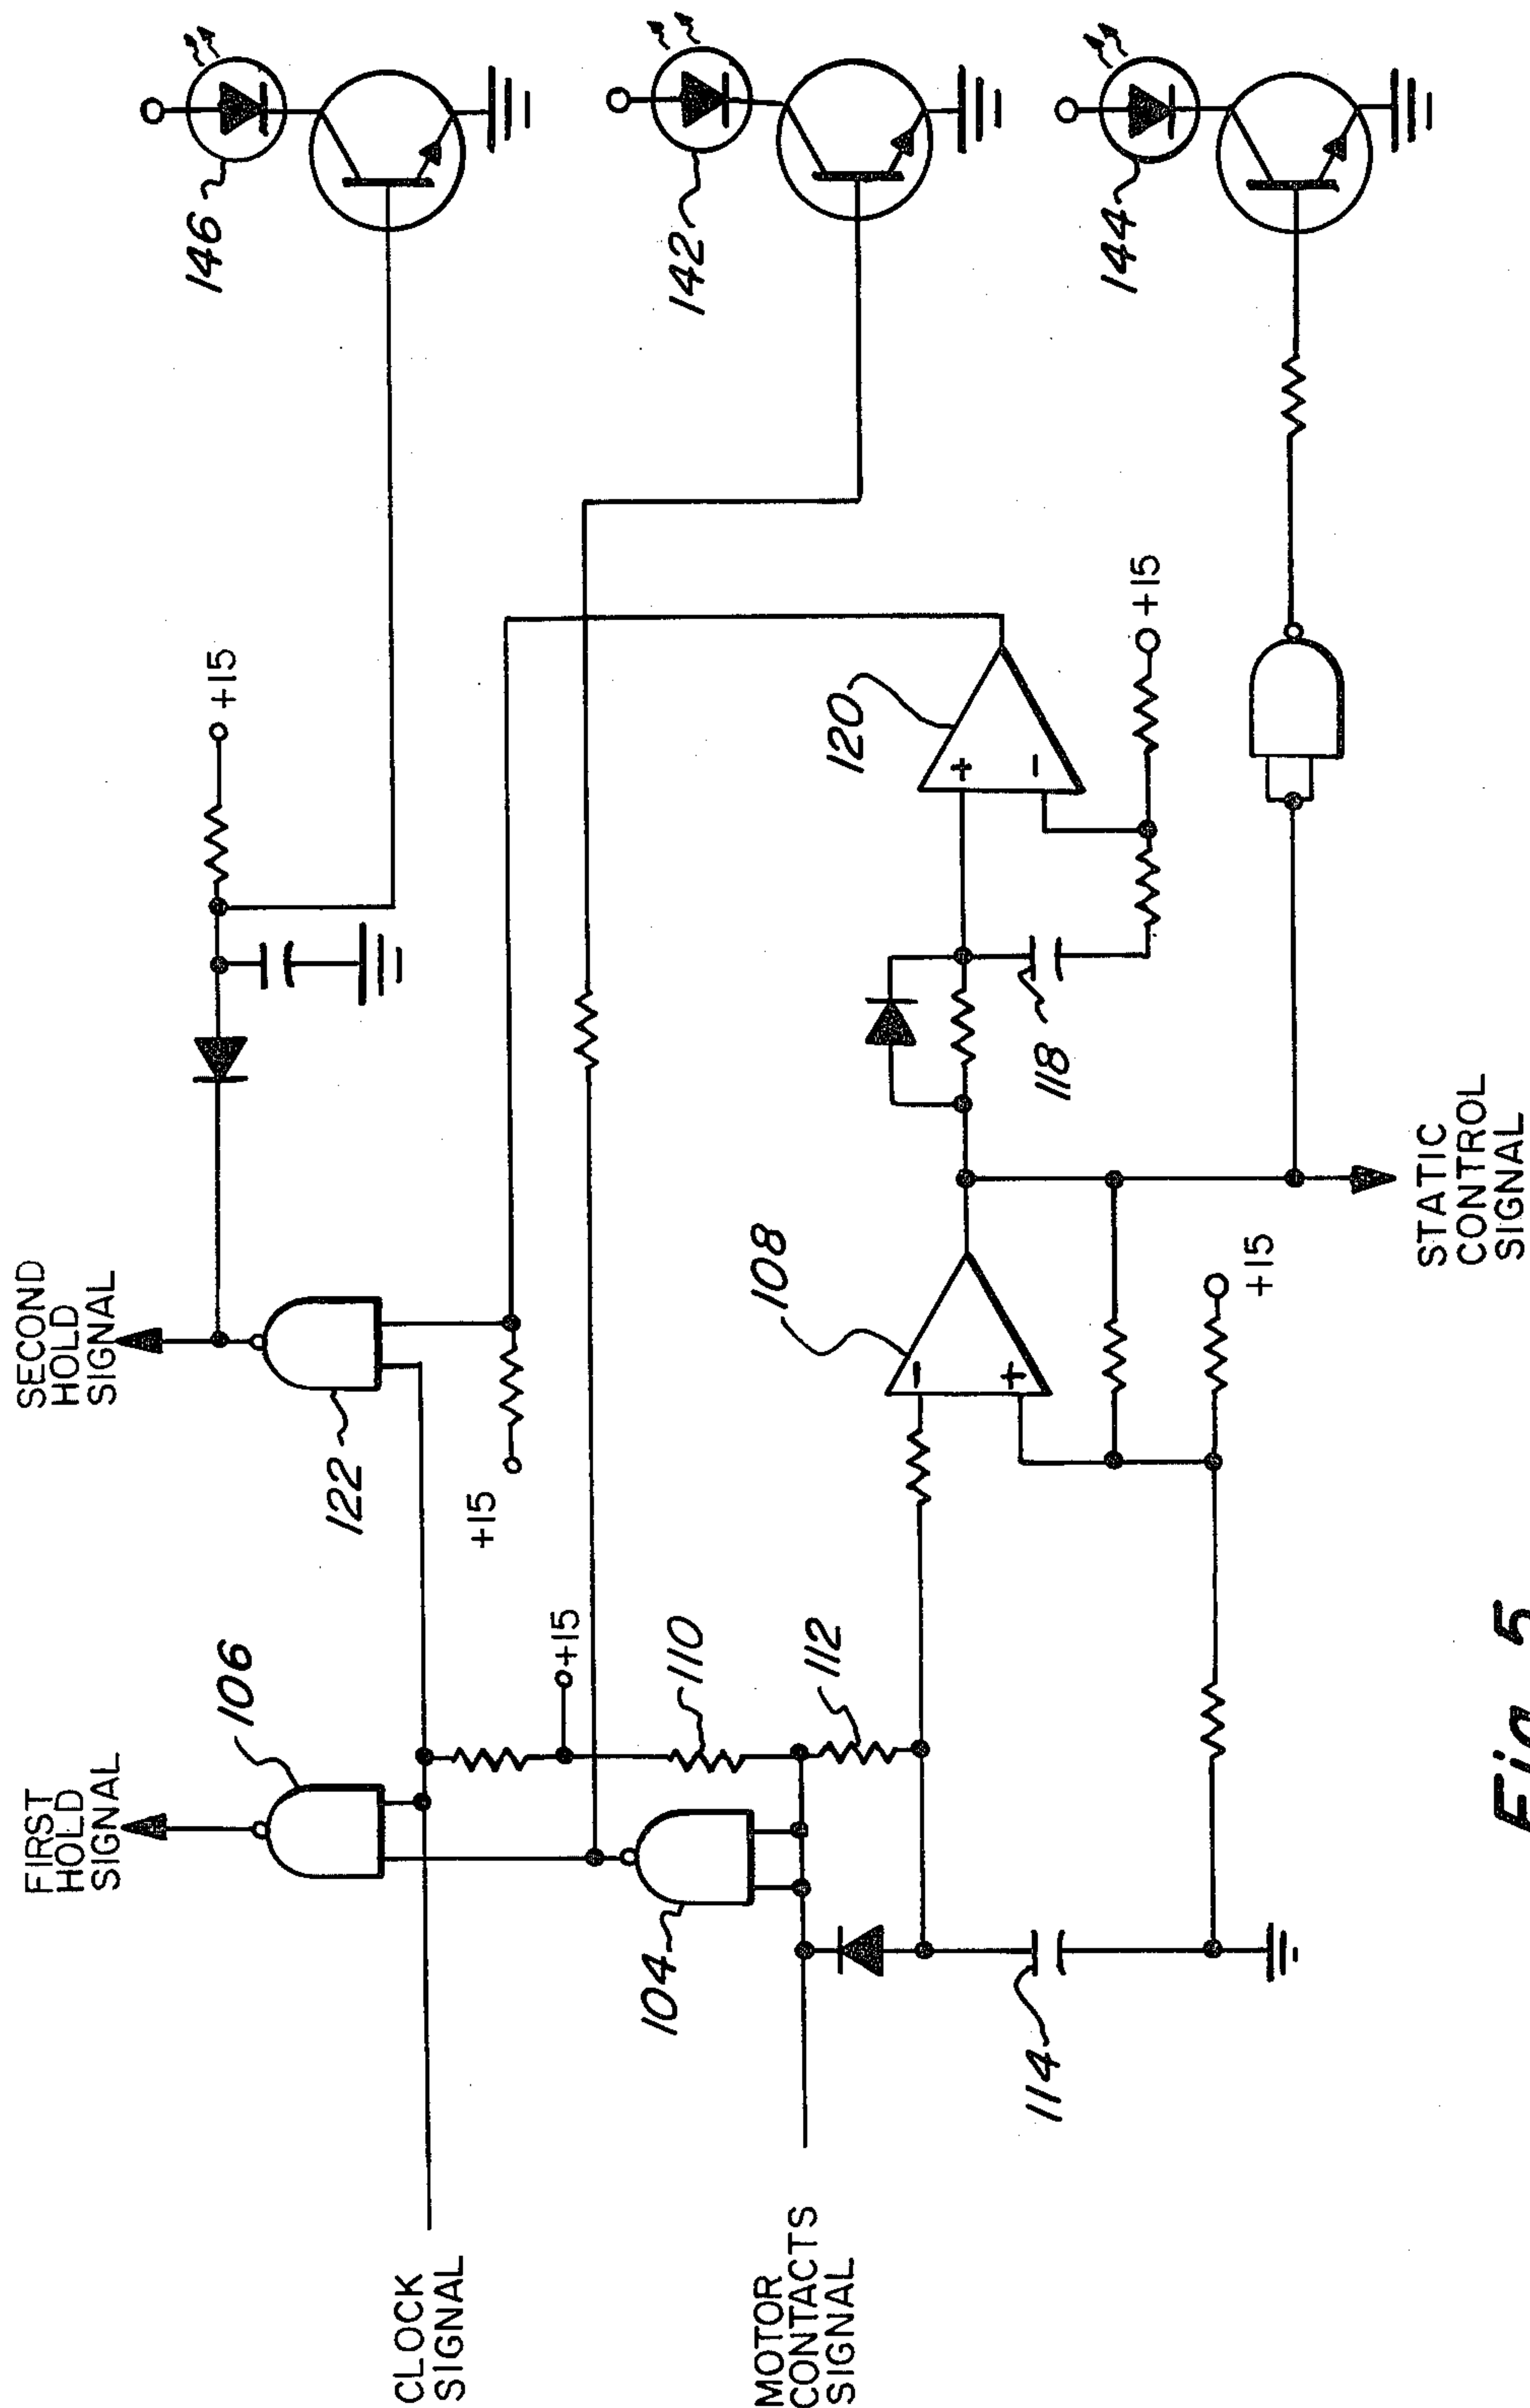 FIRST
HOLD
SIGNAL
SECOND
HOLD
SIGNAL
106
122
+15
+15
+15
146
142
144
CLOCK
SIGNAL
110
112
104
MOTOR
CONTACTS
SIGNAL
114
108
118
120
+15
+15
STATIC
CONTROL
SIGNAL
Fig. 5